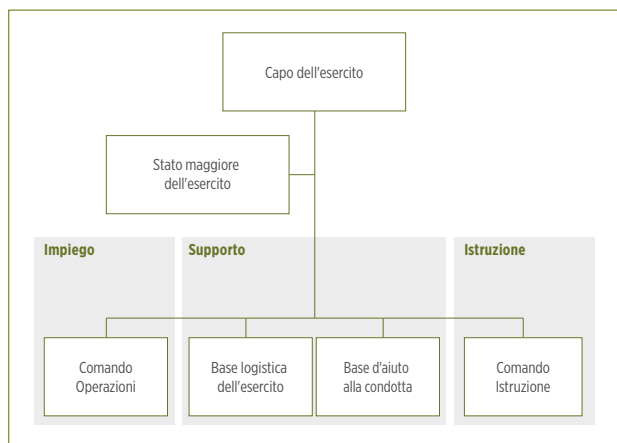 Capo dell'esercito
Stato maggiore
dell'esercito
Impiego
Supporto
Istruzione
Comando
Operazioni
Base logistica
dell'esercito
Base d'aiuto
alla condotta
Comando
Istruzione